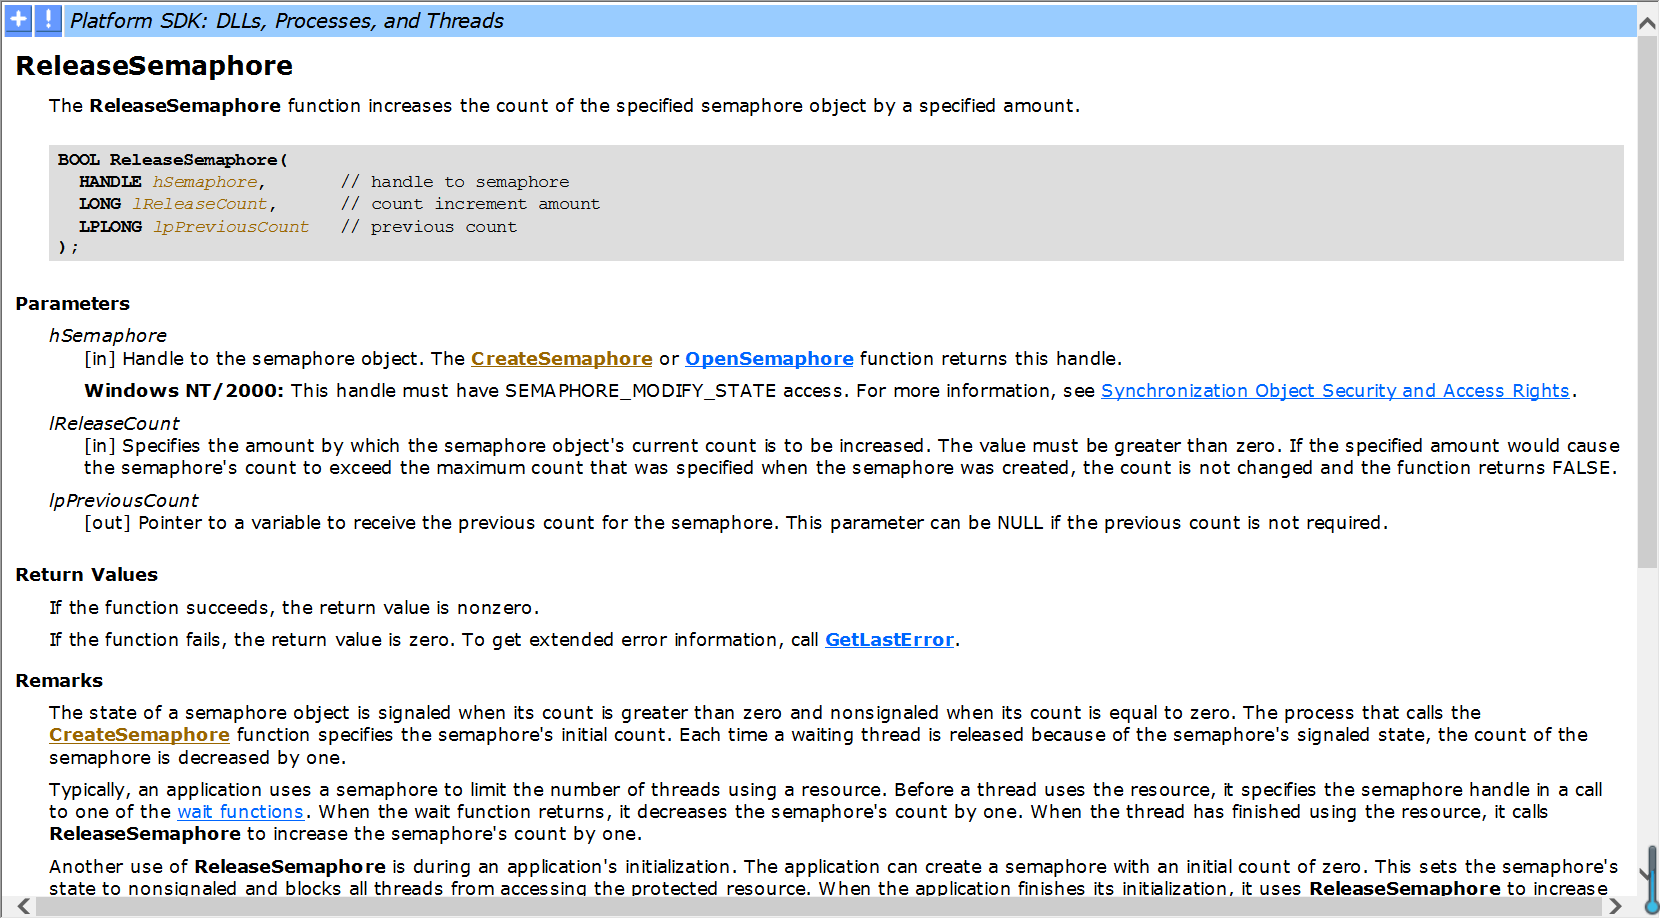 Platform SDK: DLLs, Processes, and Threads
ReleaseSemaphore
The ReleaseSemaphore function increases the count of the specified semaphore object by a specified amount.
BOOL ReleaseSemaphore(
  HANDLE hSemaphore,       // handle to semaphore
  LONG lReleaseCount,      // count increment amount
  LPLONG lpPreviousCount   // previous count
);
Parameters
hSemaphore
[in] Handle to the semaphore object. The CreateSemaphore or OpenSemaphore function returns this handle.
Windows NT/2000: This handle must have SEMAPHORE_MODIFY_STATE access. For more information, see Synchronization Object Security and Access Rights.
lReleaseCount
[in] Specifies the amount by which the semaphore object's current count is to be increased. The value must be greater than zero. If the specified amount would cause
the semaphore's count to exceed the maximum count that was specified when the semaphore was created, the count is not changed and the function returns FALSE.
lpPreviousCount
[out] Pointer to a variable to receive the previous count for the semaphore. This parameter can be NULL if the previous count is not required.
Return Values
If the function succeeds, the return value is nonzero.
If the function fails, the return value is zero. To get extended error information, call GetLastError.
Remarks
The state of a semaphore object is signaled when its count is greater than zero and nonsignaled when its count is equal to zero. The process that calls the
CreateSemaphore function specifies the semaphore's initial count. Each time a waiting thread is released because of the semaphore's signaled state, the count of the
semaphore is decreased by one.
Typically, an application uses a semaphore to limit the number of threads using a resource. Before a thread uses the resource, it specifies the semaphore handle in a call
to one of the wait functions. When the wait function returns, it decreases the semaphore's count by one. When the thread has finished using the resource, it calls
ReleaseSemaphore to increase the semaphore's count by one.
Another use of ReleaseSemaphore is during an application's initialization. The application can create a semaphore with an initial count of zero. This sets the semaphore's
state to nonsignaled and blocks all threads from accessing the protected resource. When the application finishes its initialization, it uses ReleaseSemaphore to increase